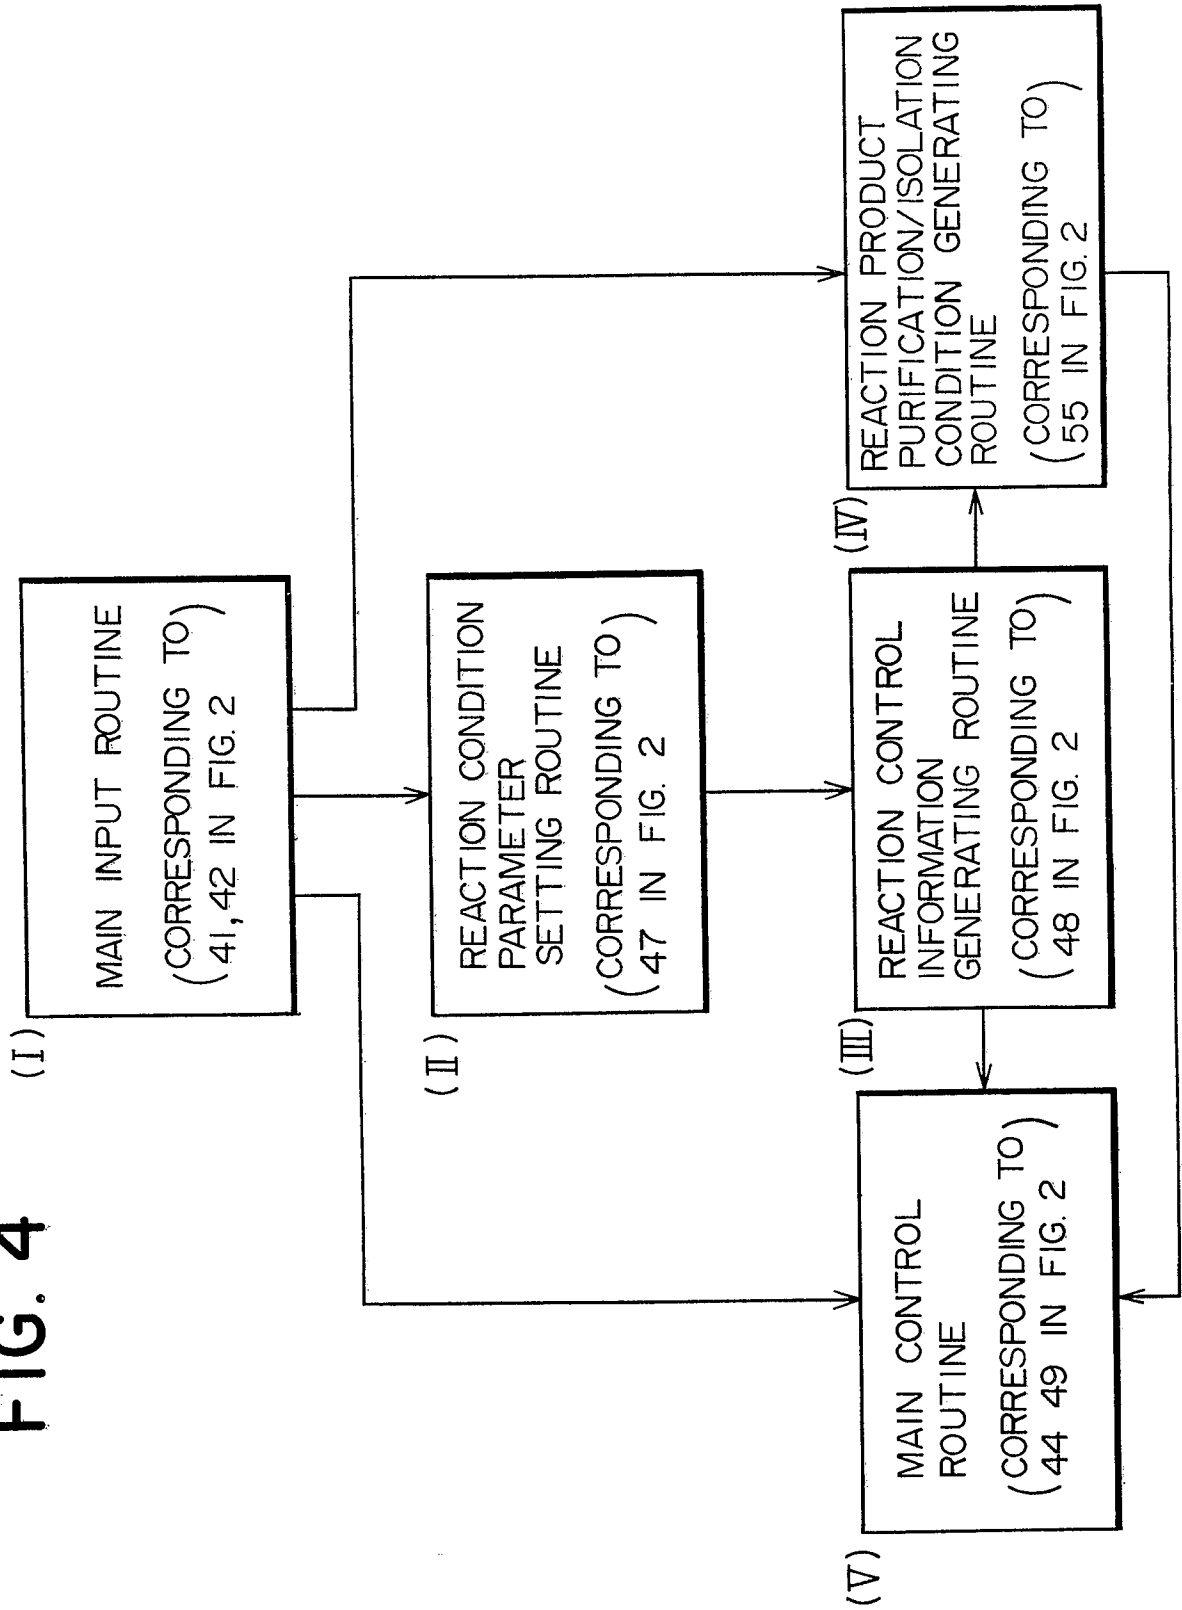 FIG. 4
(I)
MAIN INPUT ROUTINE
(CORRESPONDING TO
41,42 IN FIG. 2)
(II)
REACTION CONDITION
PARAMETER
SETTING ROUTINE
(CORRESPONDING TO
47 IN FIG. 2)
(III)
REACTION CONTROL
INFORMATION
GENERATING ROUTINE
(CORRESPONDING TO
48 IN FIG. 2)
(IV)
REACTION PRODUCT
PURIFICATION/ISOLATION
CONDITION GENERATING
ROUTINE
(CORRESPONDING TO
55 IN FIG. 2)
(V)
MAIN CONTROL
ROUTINE
(CORRESPONDING TO
44 49 IN FIG. 2)